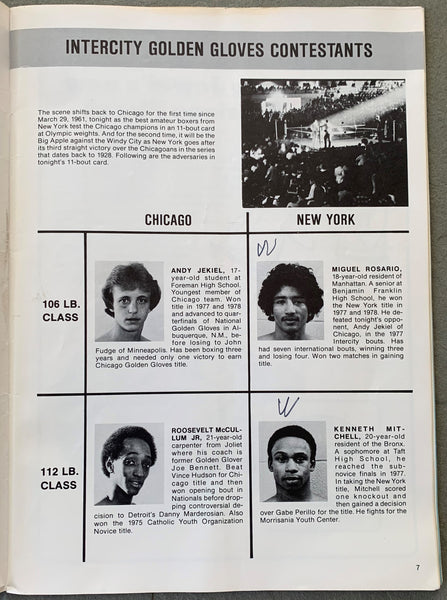 INTERCITY GOLDEN GLOVES CONTESTANTS
The scene shifts back to Chicago for the first time since
March 29, 1961, tonight as the best amateur boxers from
New York test the Chicago champions in an 11-bout card
at Olympic weights. And for the second time, it will be the
Big Apple against the Windy City as New York goes after
its third straight victory over the Chicagoans in the series
that dates back to 1928. Following are the adversaries in
tonight's 11-bout card.
CHICAGO
NEW YORK
106 LB.
CLASS
ANDY JEKIEL, 17-
year-old student at
Foreman High School.
Youngest member of
Chicago team. Won
title in 1977 and 1978
and advanced to quar-
terfinals of National
Golden Gloves in Al-
buquerque, N.M., be-
fore losing to John
Fudge of Minneapolis. Has been boxing three
years and needed only one victory to earn
Chicago Golden Gloves title.
W
MIGUEL ROSARIO,
18-year-old resident of
Manhattan. A senior at
Benjamin Franklin
High School, he won
the New York title in
1977 and 1978. He de-
feated tonight's oppo-
nent, Andy Jekiel of
Chicago, in the 1977
Intercity bouts. Has
had seven international bouts, winning three
and losing four. Won two matches in gaining
title.
112 LB.
CLASS
ROOSEVELT McCUL-
LUM JR, 21-year-old
carpenter from Joliet
where his coach is
former Golden Glover
Joe Bennett. Beat
Vince Hudson for Chi-
cago title and then
won opening bout in
Nationals before drop-
ping controversial de-
cision to Detroit's Danny Marderosian. Also
won the 1975 Catholic Youth Organization
Novice title.
W
KENNETH MIT-
CHELL, 20-year-old
resident of the Bronx.
A sophomore at Taft
High School, he
reached the sub-
novice finals in 1977.
In taking the New York
title, Mitchell scored
one knockout and
then gained a decision
over Gabe Perillo for the title. He fights for the
Morrisania Youth Center.
7